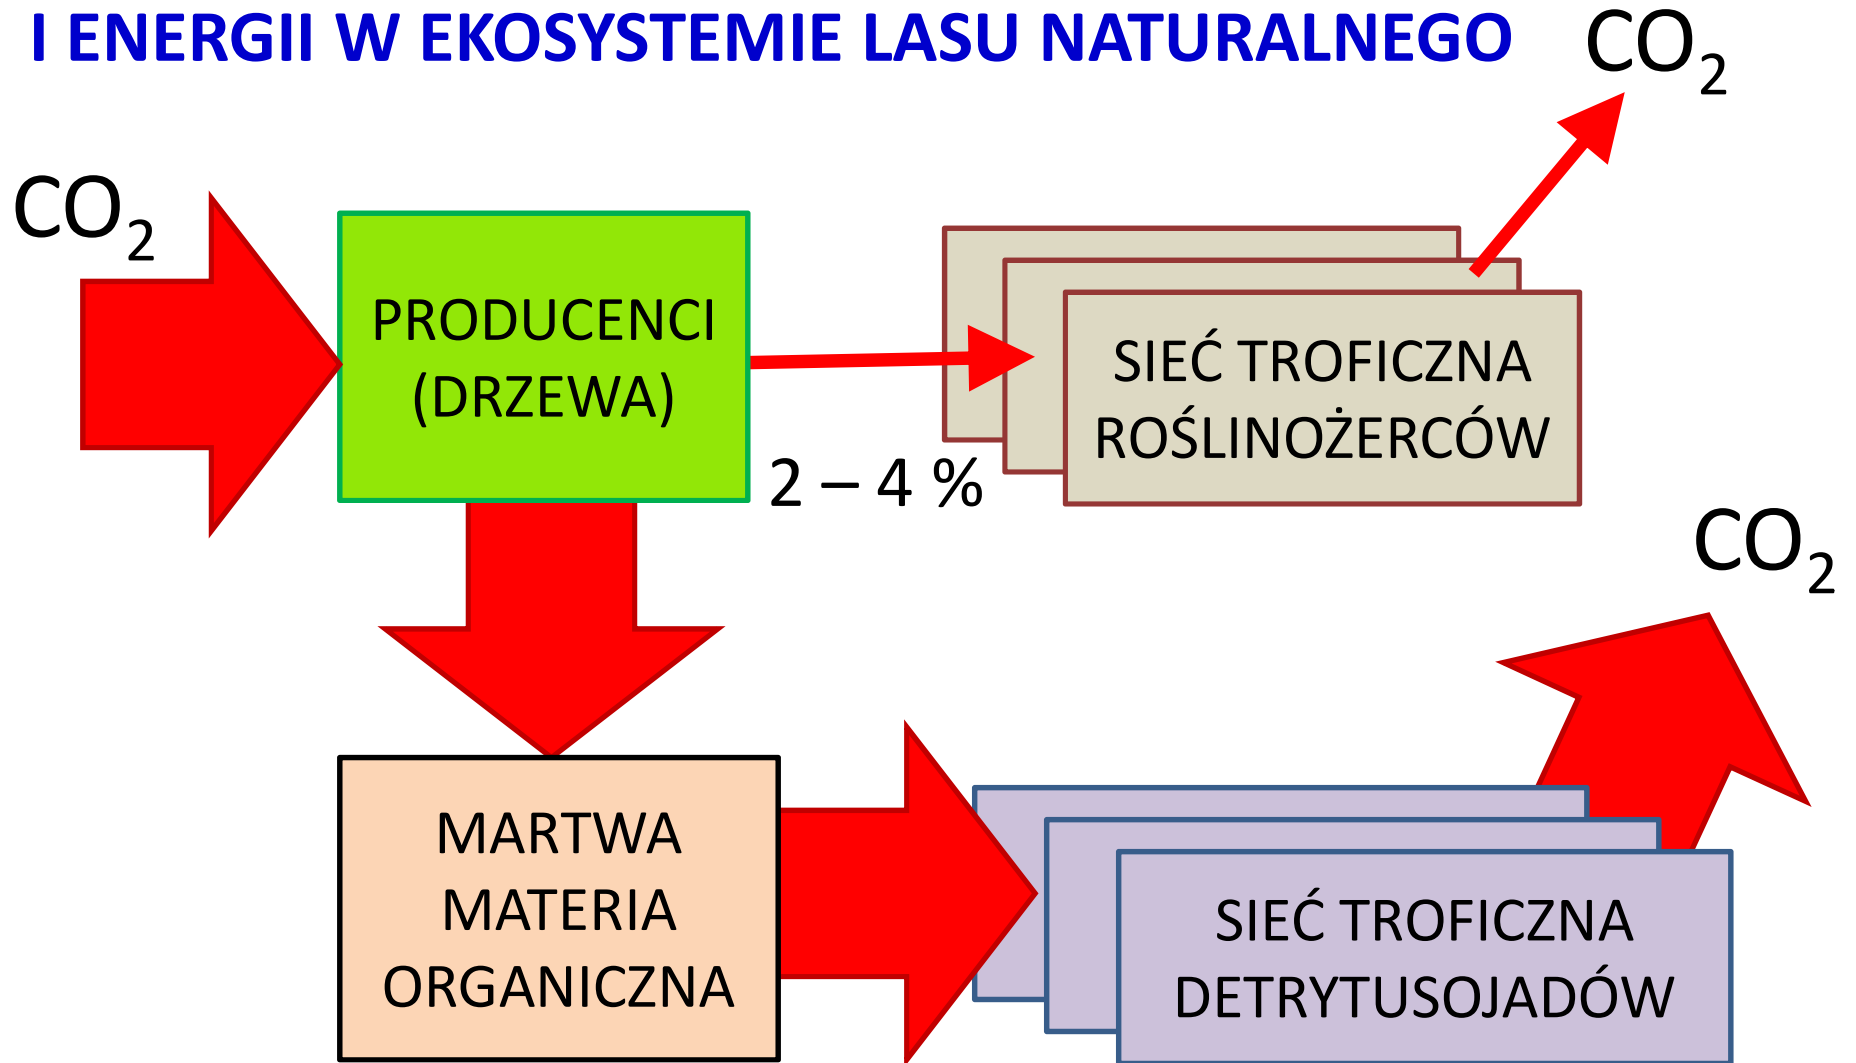 I ENERGII W EKOSYSTEMIE LASU NATURALNEGO
CO₂
CO₂
PRODUCENCI
(DRZEWA)
SIEĆ TROFICZNA
ROŚLINOŻERCÓW
2 – 4 %
CO₂
MARTWA
MATERIA
ORGANICZNA
SIEĆ TROFICZNA
DETRYTUSOJADÓW